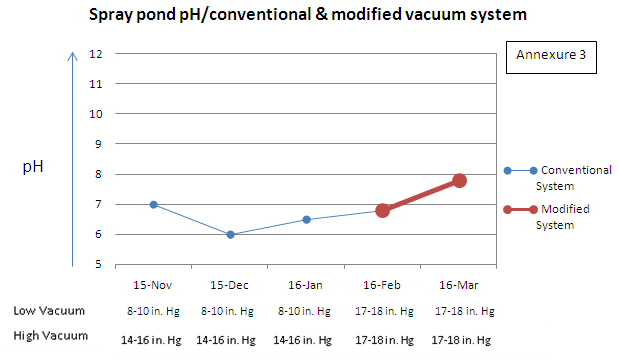 Spray pond pH/conventional & modified vacuum system
Annexure 3
12
11
10
9
8
7
6
5
pH
Conventional
System
Modified
System
15-Nov 15-Dec 16-Jan 16-Feb 16-Mar
Low Vacuum 8-10 in. Hg 8-10 in. Hg 8-10 in. Hg 17-18 in. Hg 17-18 in. Hg
High Vacuum 14-16 in. Hg 14-16 in. Hg 14-16 in. Hg 17-18 in. Hg 17-18 in. Hg